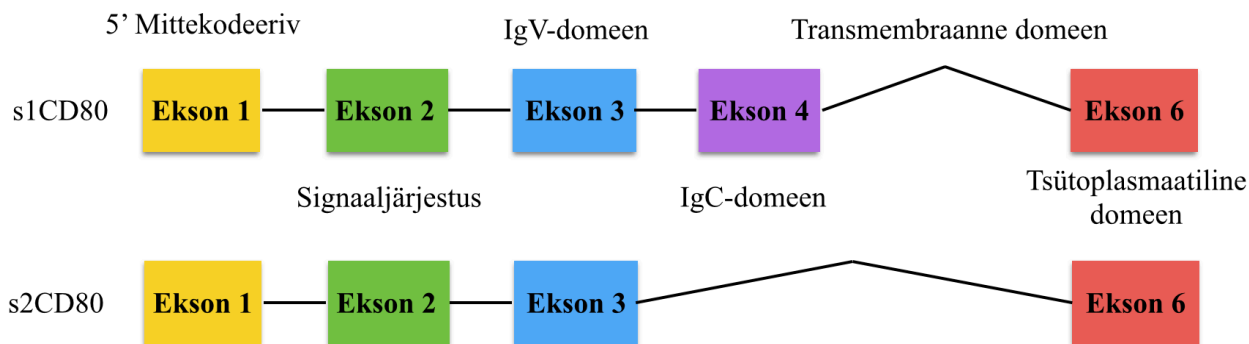 5’ Mittekodeeriv IgV-domeen Transmembraanne domeen
s1CD80 Ekson 1 Ekson 2 Ekson 3 Ekson 4 Ekson 6
Signaaljärjestus IgC-domeen Tsütoplasmaatiline
domeen
s2CD80 Ekson 1 Ekson 2 Ekson 3 Ekson 6